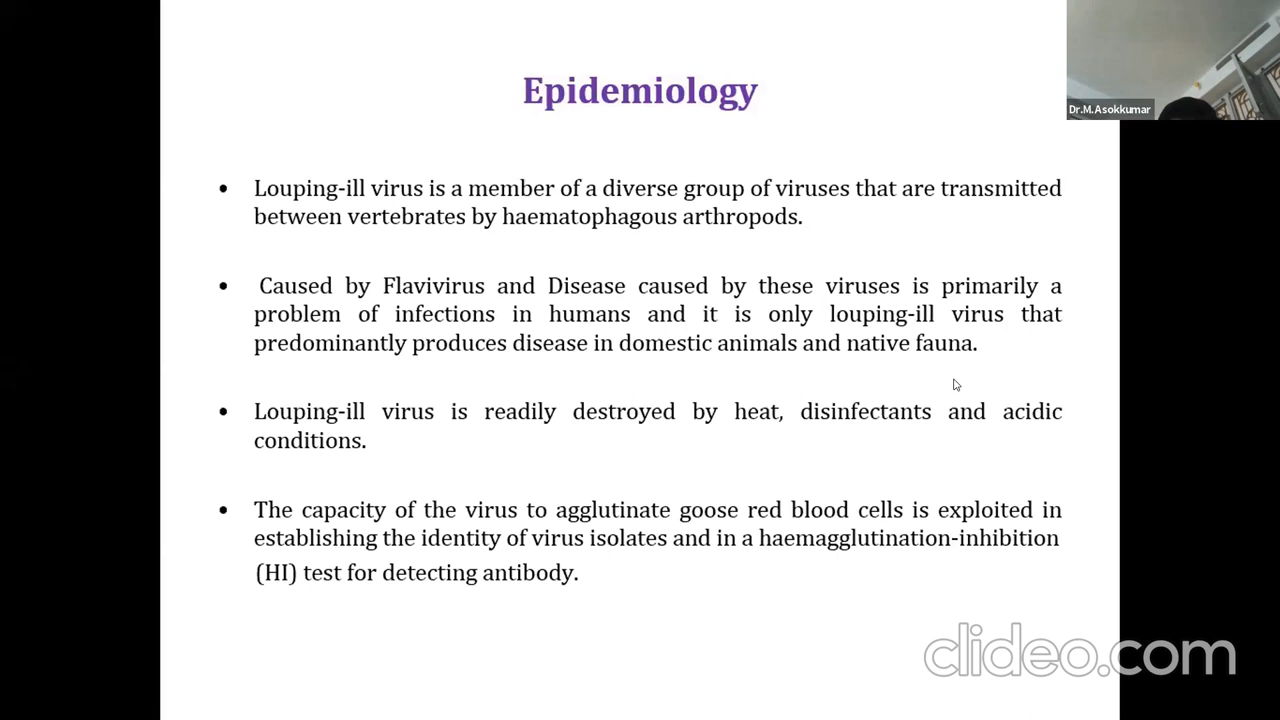 Epidemiology
Dr.M.Asokkumar
• Louping-ill virus is a member of a diverse group of viruses that are transmitted
between vertebrates by haematophagous arthropods.
• Caused by Flavivirus and Disease caused by these viruses is primarily a
problem of infections in humans and it is only louping-ill virus that
predominantly produces disease in domestic animals and native fauna.
• Louping-ill virus is readily destroyed by heat, disinfectants and acidic
conditions.
• The capacity of the virus to agglutinate goose red blood cells is exploited in
establishing the identity of virus isolates and in a haemagglutination-inhibition
(HI) test for detecting antibody.
clideo.com